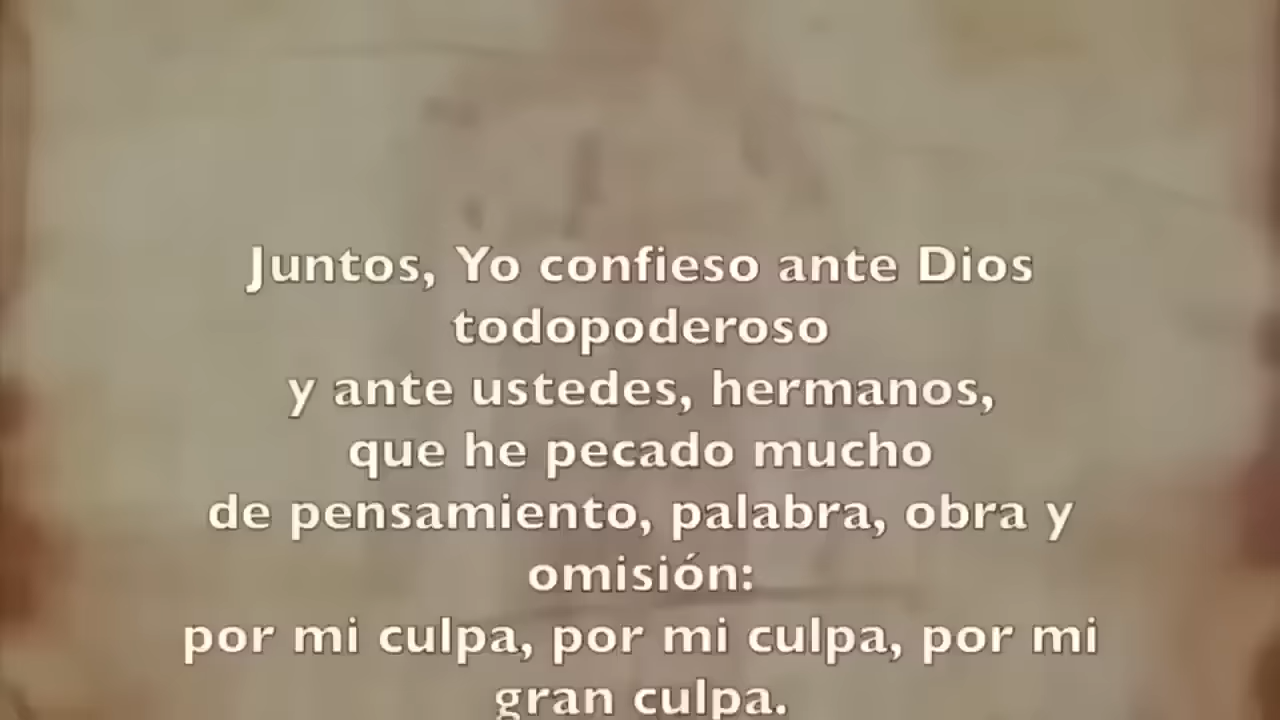 Juntos, Yo confieso ante Dios
todopoderoso
y ante ustedes, hermanos,
que he pecado mucho
de pensamiento, palabra, obra y
omisión:
por mi culpa, por mi culpa, por mi
gran culpa.